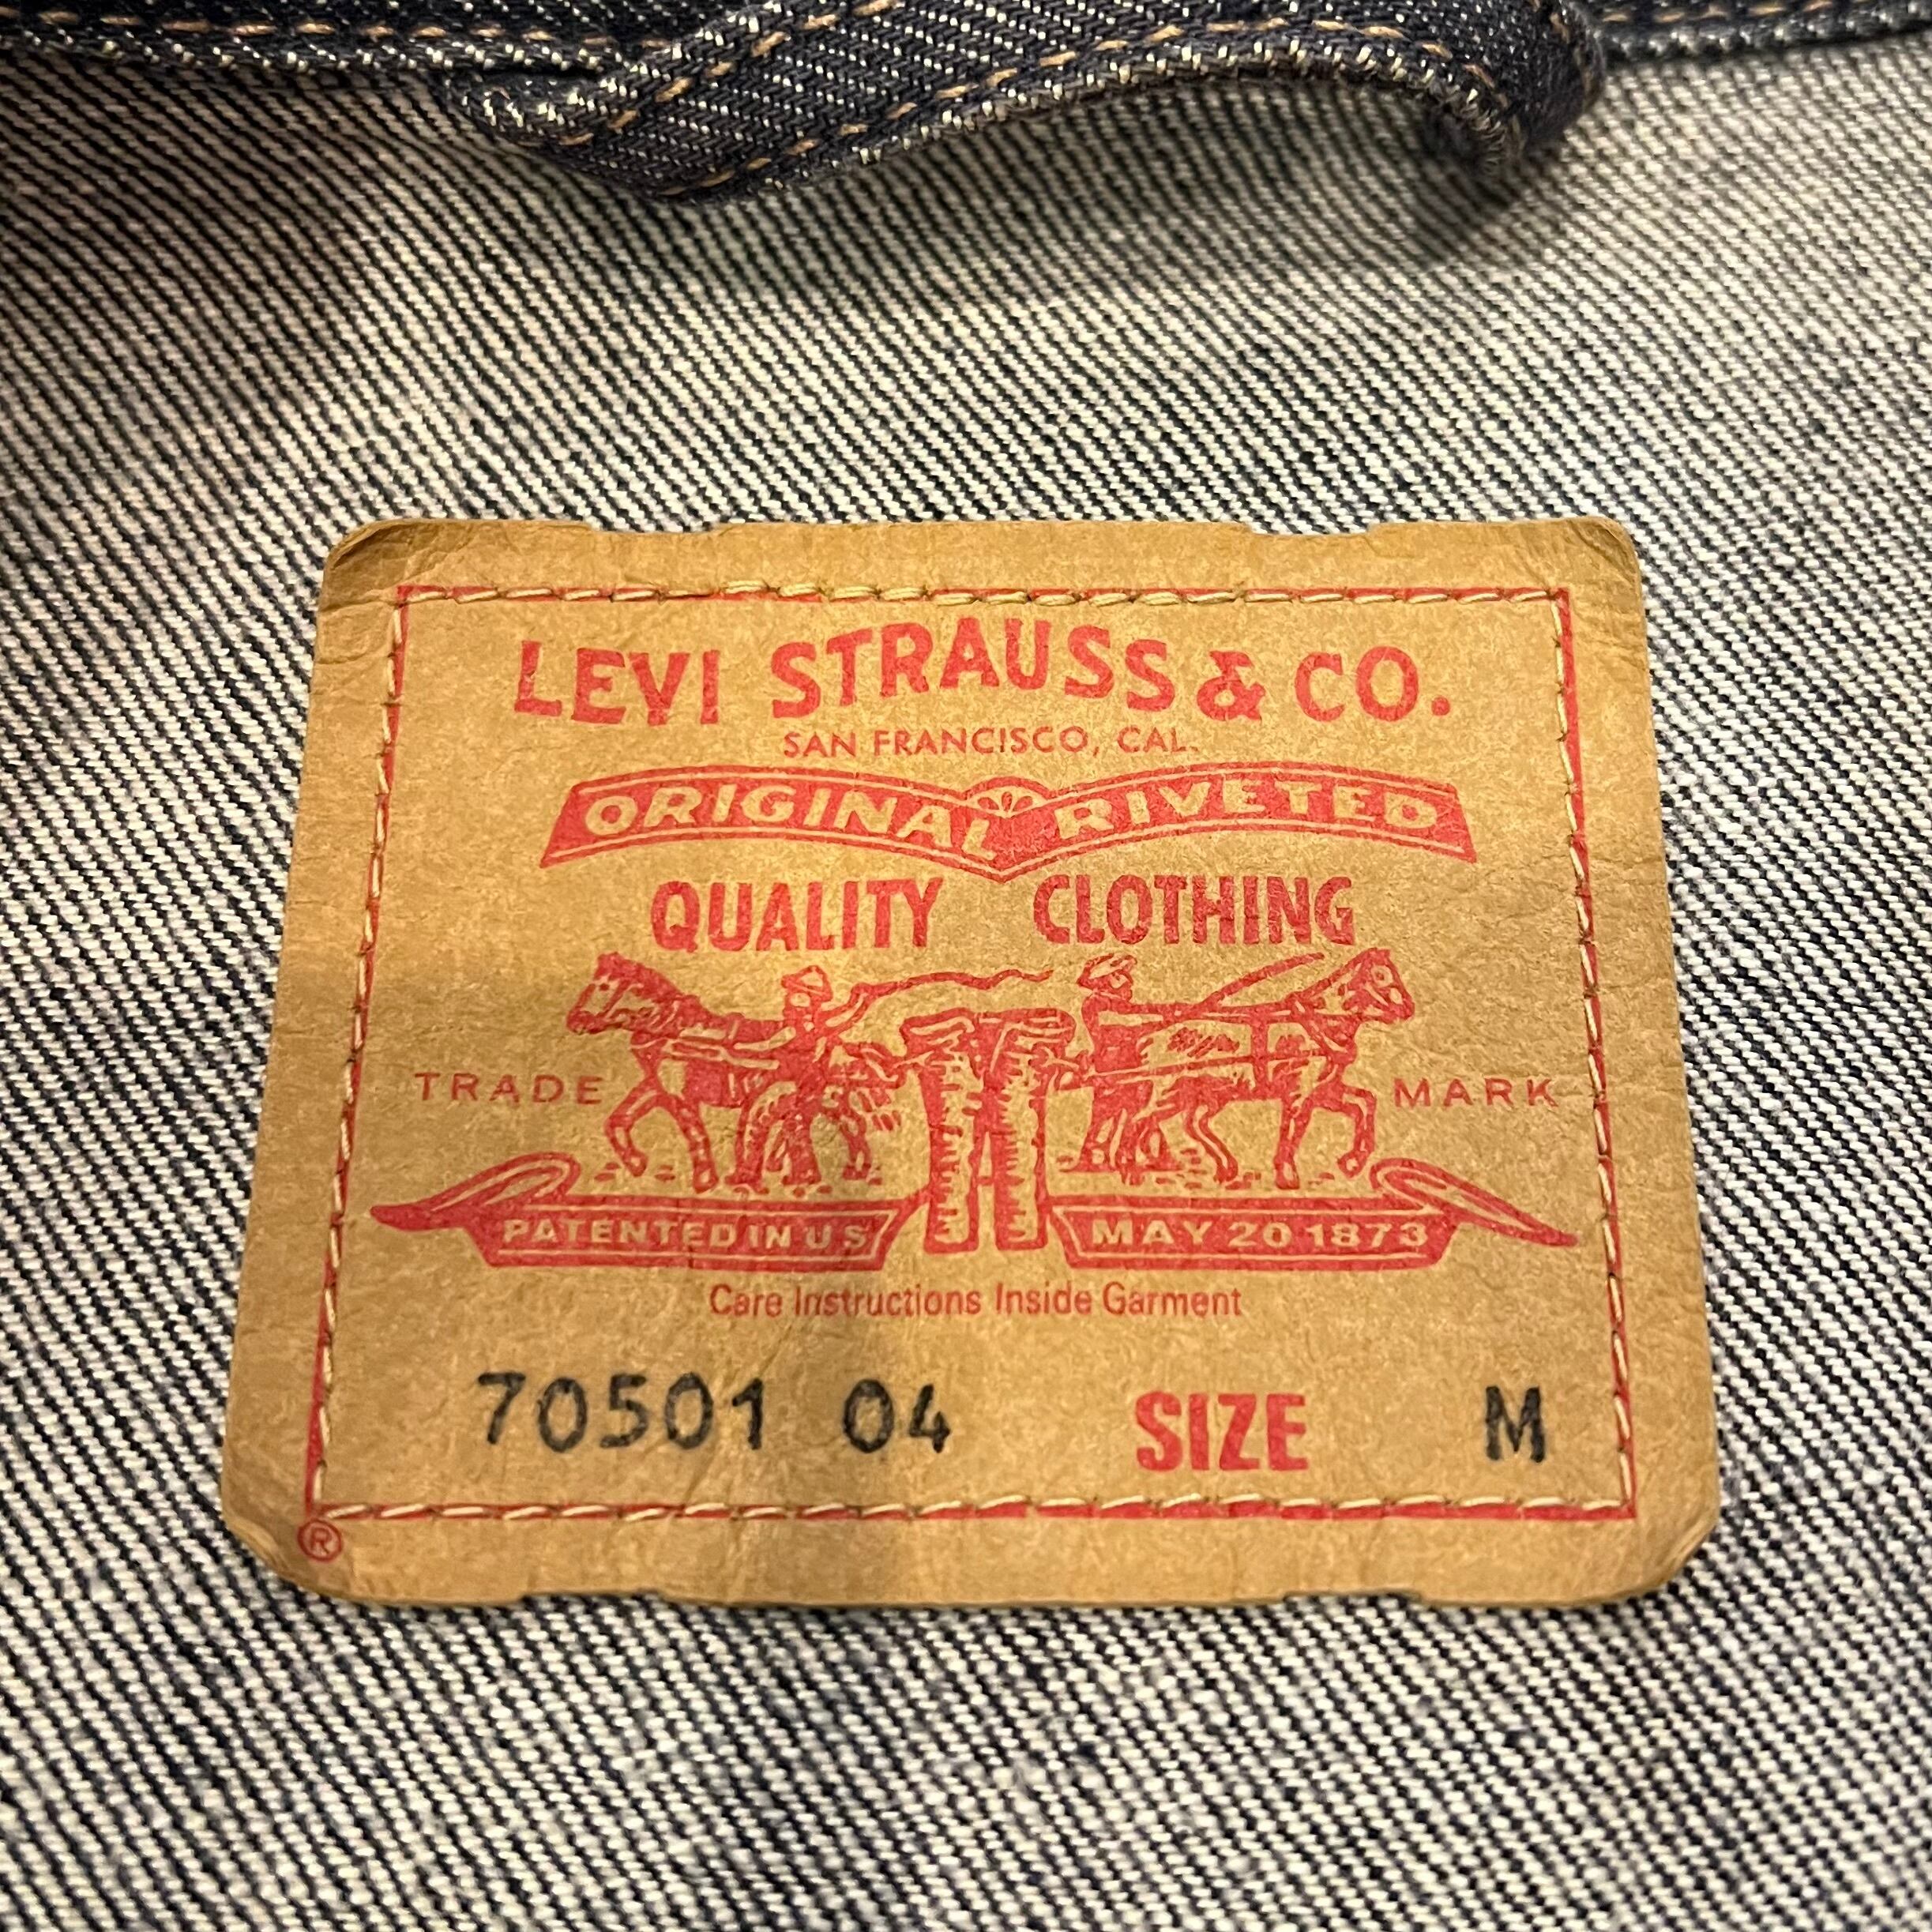 LEVI STRAUSS & CO.
SAN FRANCISCO, CAL.
ORIGINAL RIVETED
QUALITY CLOTHING
TRADE MARK
PATENTED IN U S MAY 20 1873
Care Instructions Inside Garment
70501 04 SIZE M
®